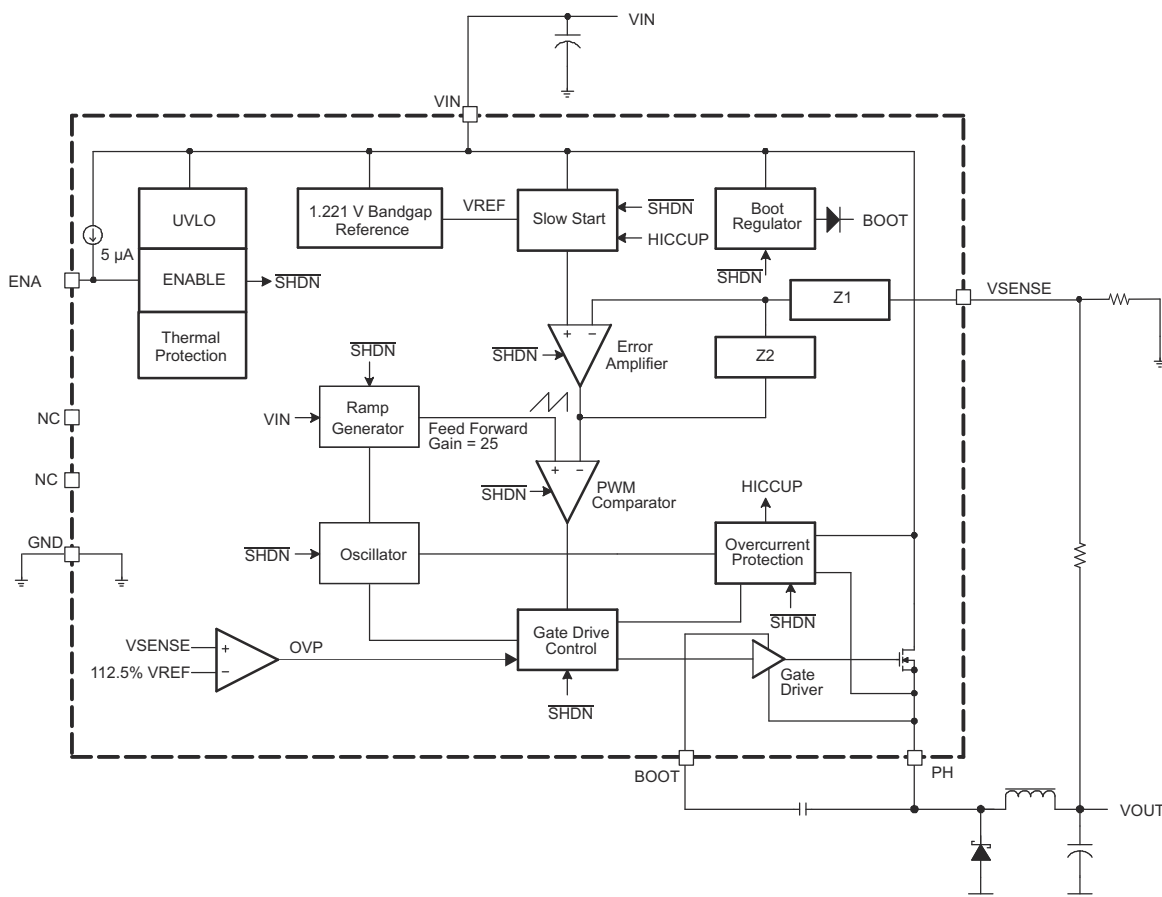 VIN
VIN
UVLO
1.221 V Bandgap
Reference
VREF
Slow Start
SHDN
HICCUP
Boot
Regulator
BOOT
SHDN
5 µA
ENA
ENABLE
SHDN
Thermal
Protection
Z1
VSENSE
Z2
+ −
Error
Amplifier
SHDN
SHDN
VIN
Ramp
Generator
Feed Forward
Gain = 25
NC
NC
+ −
PWM
Comparator
SHDN
HICCUP
GND
SHDN
Oscillator
Overcurrent
Protection
SHDN
VSENSE
+
112.5% VREF
−
OVP
Gate Drive
Control
SHDN
Gate
Driver
BOOT
PH
VOUT